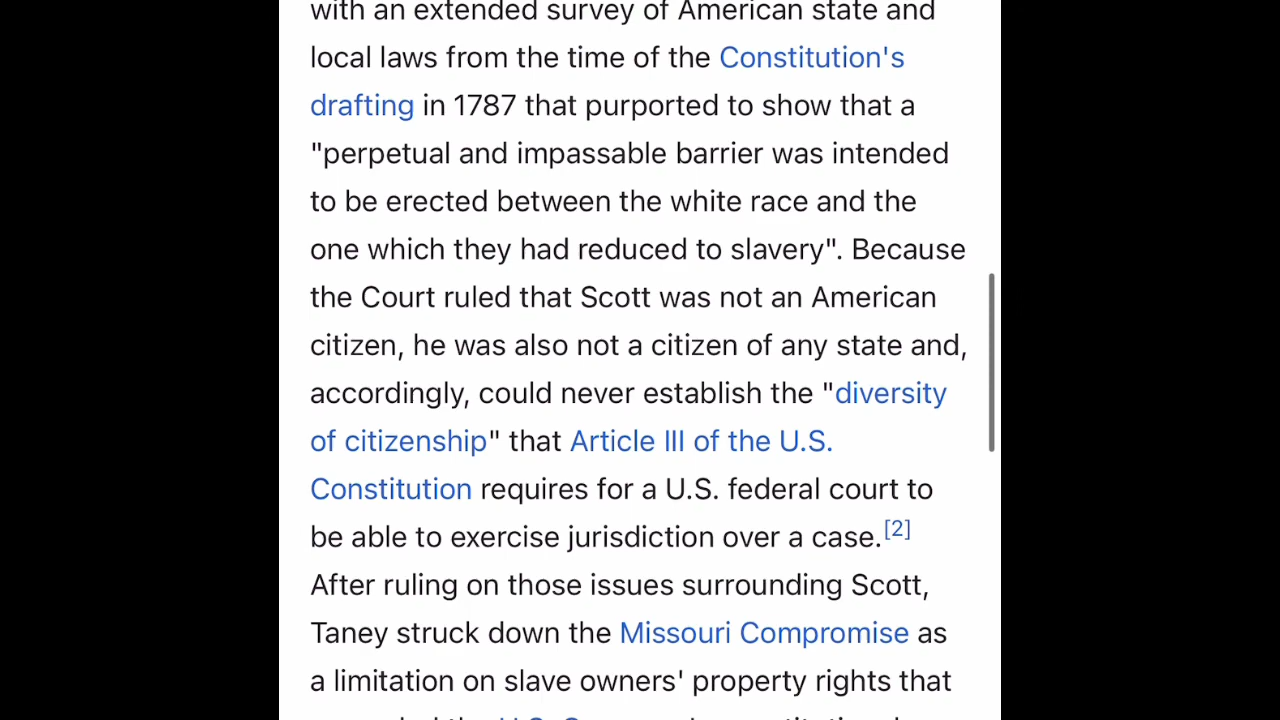 with an extended survey of American state and
local laws from the time of the Constitution's
drafting in 1787 that purported to show that a
"perpetual and impassable barrier was intended
to be erected between the white race and the
one which they had reduced to slavery". Because
the Court ruled that Scott was not an American
citizen, he was also not a citizen of any state and,
accordingly, could never establish the "diversity
of citizenship" that Article III of the U.S.
Constitution requires for a U.S. federal court to
be able to exercise jurisdiction over a case.[2]
After ruling on those issues surrounding Scott,
Taney struck down the Missouri Compromise as
a limitation on slave owners' property rights that